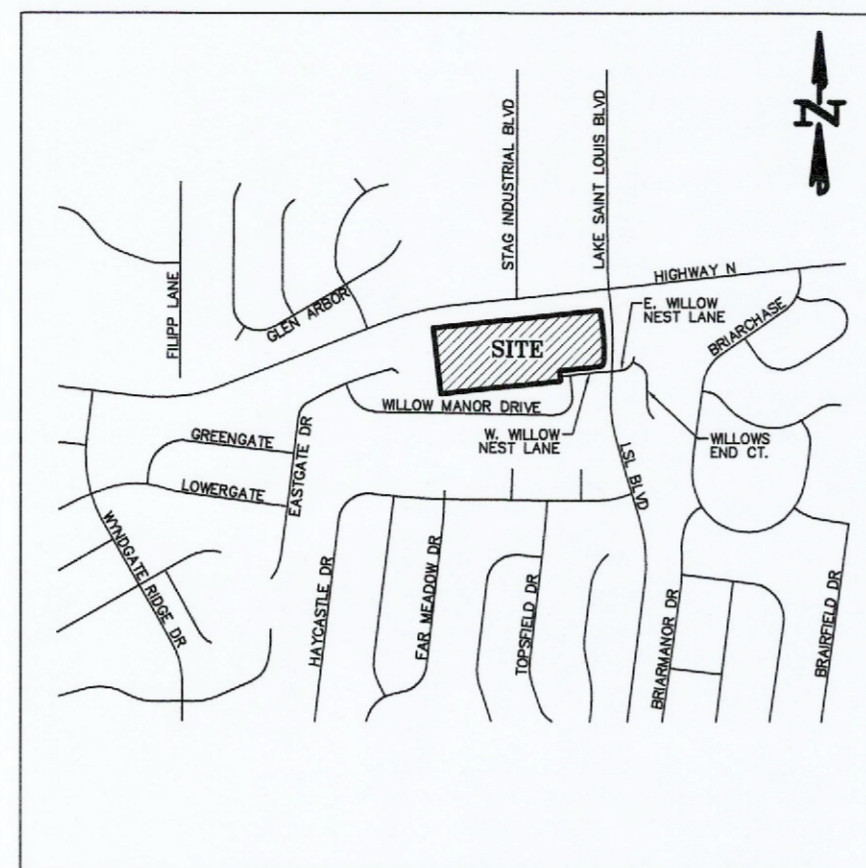 N
STAG INDUSTRIAL BLVD
LAKE SAINT LOUIS BLVD
HIGHWAY N
FILIPP LANE
GLEN ARBOR
E. WILLOW
NEST LANE
BRIARCHASE
SITE
WILLOW MANOR DRIVE
W. WILLOW
NEST LANE
WILLOWS
END CT.
GREENGATE
LOWERGATE
EASTGATE DR
LSL BLVD
WYNDGATE RIDGE DR
HAYCASTLE DR
FAR MEADOW DR
TOPSFIELD DR
BRIARMANOR DR
BRAIRFIELD DR